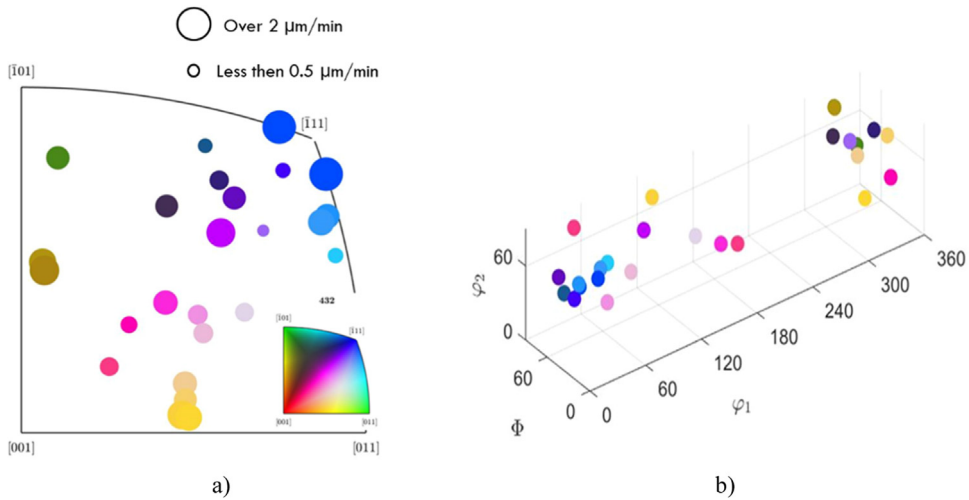 Over 2 µm/min
Less then 0.5 µm/min
[1̄01]
[1̄11]
432
[1̄01]
[1̄11]
[001]
[011]
[001]
[011]
a)
60
0
φ2
60
0
Φ
0
60
120
180
240
300
360
φ1
b)